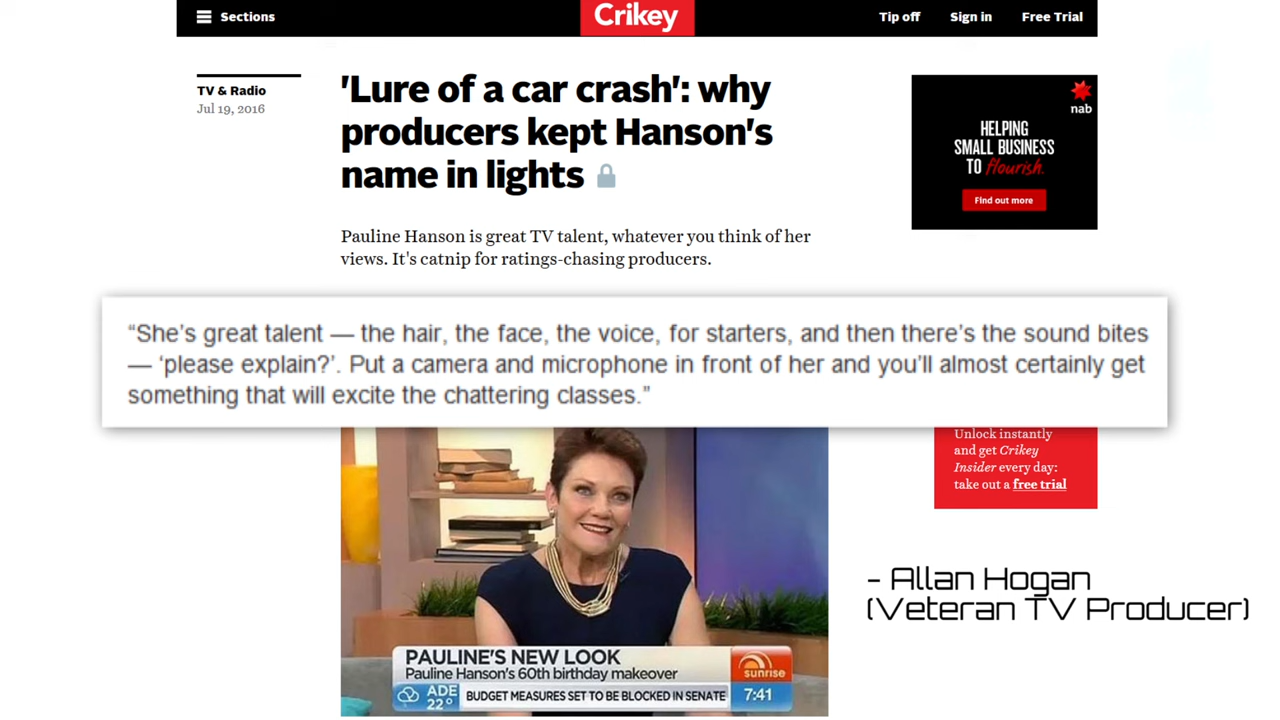 Sections
Crikey
Tip off
Sign in
Free Trial
TV & Radio
Jul 19, 2016
'Lure of a car crash': why
producers kept Hanson's
name in lights
Pauline Hanson is great TV talent, whatever you think of her
views. It's catnip for ratings-chasing producers.
nab
HELPING
SMALL BUSINESS
TO flourish.
Find out more
“She’s great talent — the hair, the face, the voice, for starters, and then there’s the sound bites
— ‘please explain?’. Put a camera and microphone in front of her and you’ll almost certainly get
something that will excite the chattering classes.”
Unlock instantly
and get Crikey
Insider every day:
take out a free trial
- Allan Hogan
(Veteran TV Producer)
PAULINE'S NEW LOOK
Pauline Hanson's 60th birthday makeover
sunrise
ADE
22°
BUDGET MEASURES SET TO BE BLOCKED IN SENATE
7:41